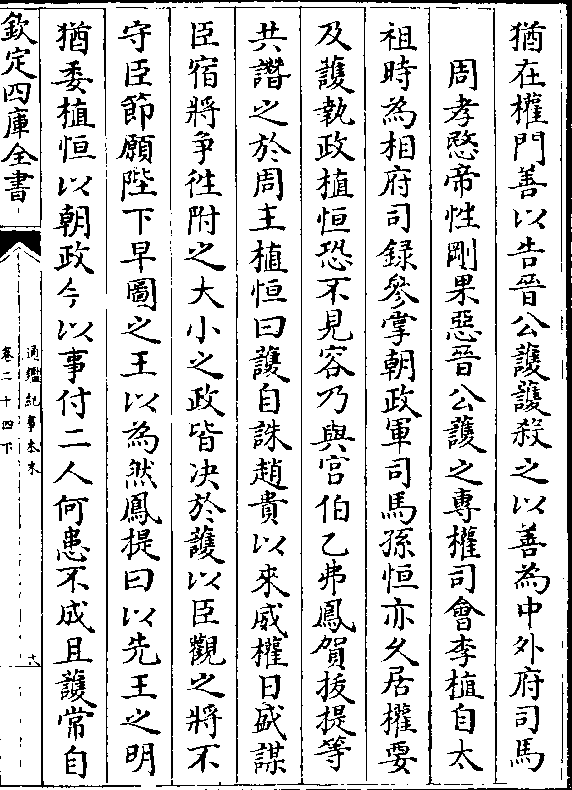 猶在權門善以告晉公護護殺之以善為中外府司馬
周孝愍帝性剛果惡晉公護之專權司會李植自太
祖時為相府司錄參掌朝政軍司馬孫恒亦久居權要
及護執政植恒恐不見容乃與宫伯乙弗鳳賀拔提等
共譖之於周主植恒曰護自誅趙貴以來威權日盛謀
臣宿將爭往附之大小之政皆决於護以臣觀之將不
守臣節願陛下早圖之王以為然鳳提曰以先王之明
猶委植恒以朝政今以事付二人何患不成且護常自
欽定四庫全書
通鑑紀事本末
卷二十四下
十八